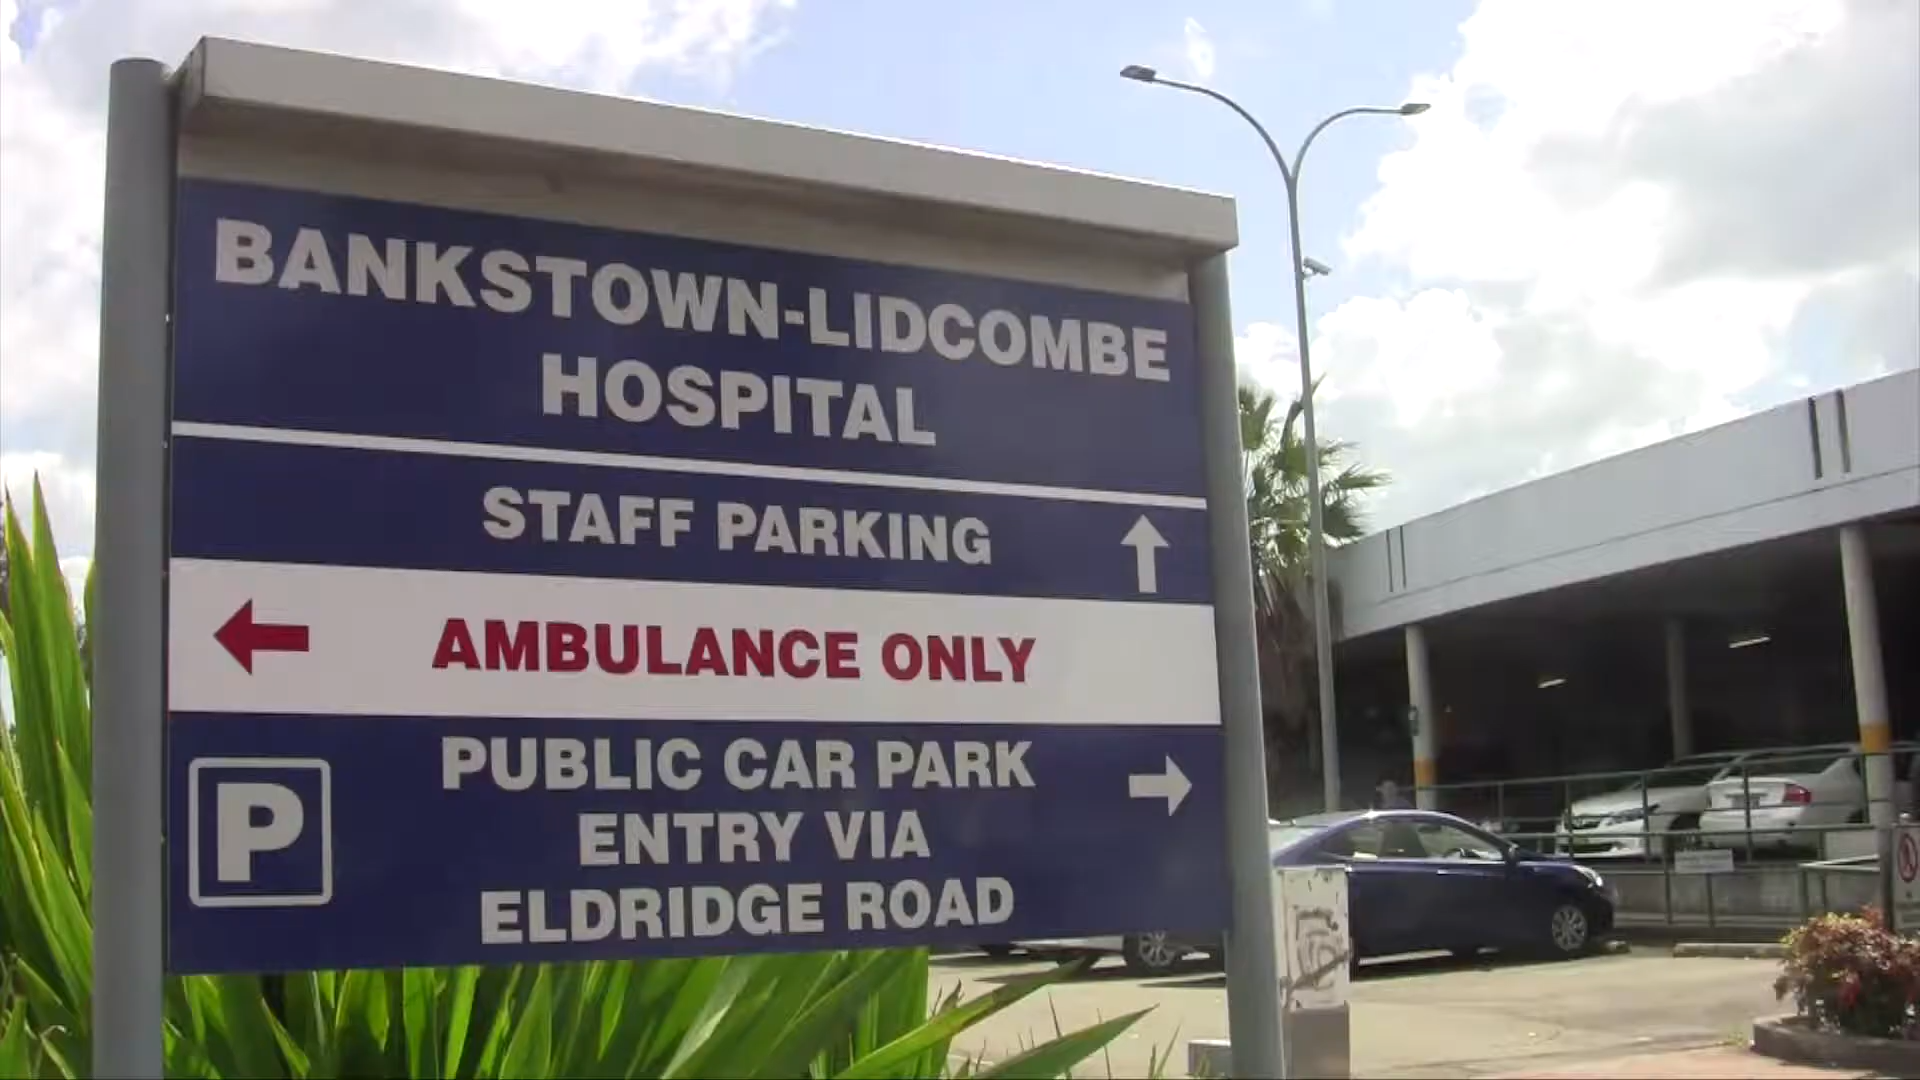 BANKSTOWN-LIDCOMBE
HOSPITAL
STAFF PARKING
AMBULANCE ONLY
P
PUBLIC CAR PARK
ENTRY VIA
ELDRIDGE ROAD